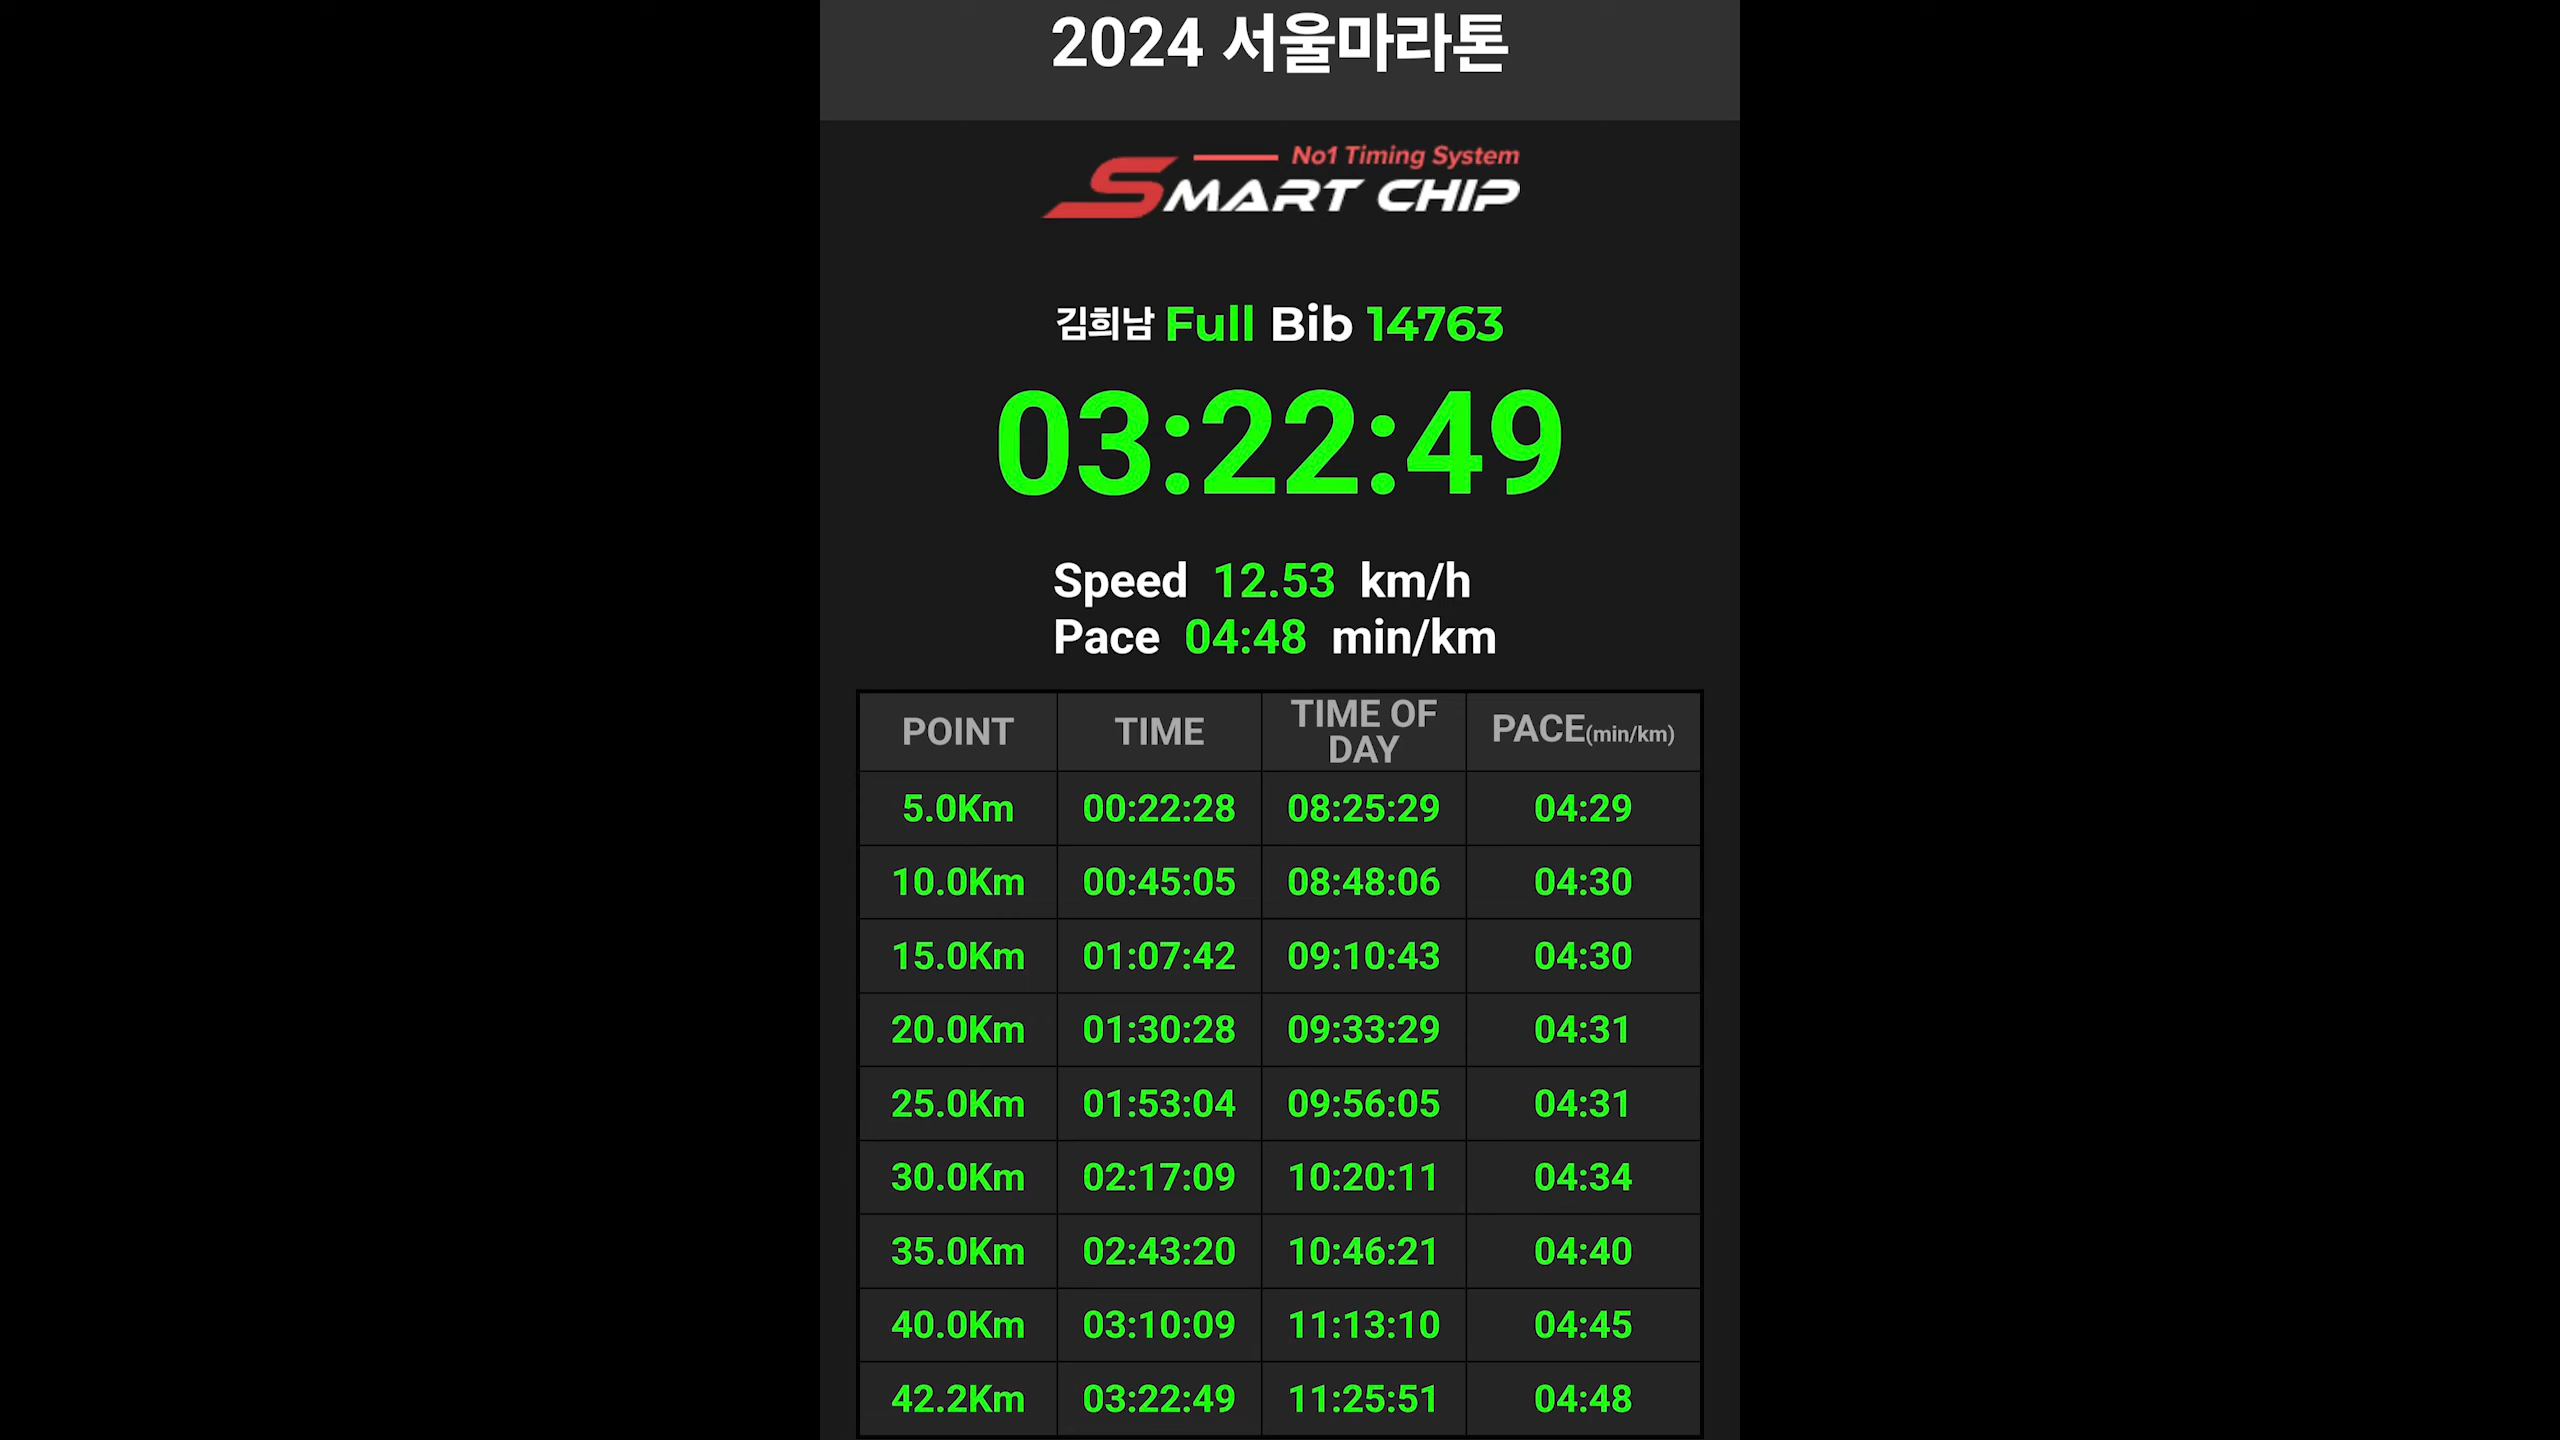 2024 서울마라톤
No1 Timing System
SMART CHIP
김희남 Full Bib 14763
03:22:49
Speed 12.53 km/h
Pace 04:48 min/km
POINT TIME TIME OF DAY PACE(min/km)
5.0Km 00:22:28 08:25:29 04:29
10.0Km 00:45:05 08:48:06 04:30
15.0Km 01:07:42 09:10:43 04:30
20.0Km 01:30:28 09:33:29 04:31
25.0Km 01:53:04 09:56:05 04:31
30.0Km 02:17:09 10:20:11 04:34
35.0Km 02:43:20 10:46:21 04:40
40.0Km 03:10:09 11:13:10 04:45
42.2Km 03:22:49 11:25:51 04:48